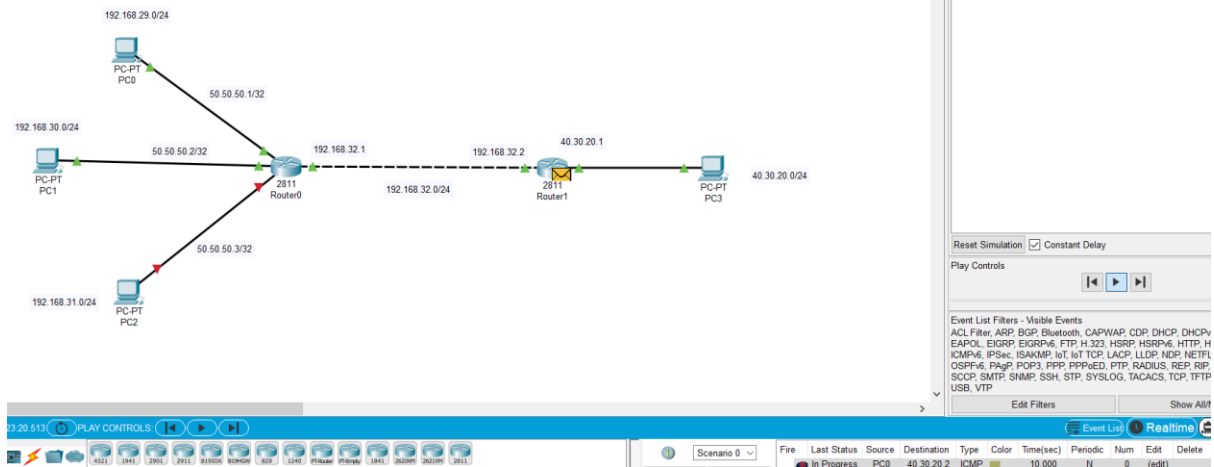 192.168.29.0/24
PC-PT
PC0
50.50.50.1/32
192.168.30.0/24
50.50.50.2/32
PC-PT
PC1
192.168.32.1
2811
Router0
192.168.32.0/24
192.168.32.2
40.30.20.1
2811
Router1
PC-PT
PC3
40.30.20.0/24
50.50.50.3/32
192.168.31.0/24
PC-PT
PC2
Reset Simulation Constant Delay
Play Controls
Event List Filters - Visible Events
ACL Filter, ARP, BGP, Bluetooth, CAPWAP, CDP, DHCP, DHCPv
EAPOL, EIGRP, EIGRPv6, FTP, H.323, HSRP, HSRPv6, HTTP, H
ICMPv6, IPSec, ISAKMP, IoT, IoT TCP, LACP, LLDP, NDP, NETFL
OSPFv6, PAgP, POP3, PPP, PPPoED, PTP, RADIUS, REP, RIP,
SCCP, SMTP, SNMP, SSH, STP, SYSLOG, TACACS, TCP, TFTP
USB, VTP
Edit Filters Show All/N
23:20.513 PLAY CONTROLS:
Event List Realtime
4321 1941 2901 2911 819IOX 819HGW 829 1240 PT-Router PT-Empty 1841 2620XM 2621XM 2811
Scenario 0
Fire Last Status Source Destination Type Color Time(sec) Periodic Num Edit Delete
In Progress PC0 40.30.20.2 ICMP 10.000 N 0 (edit)